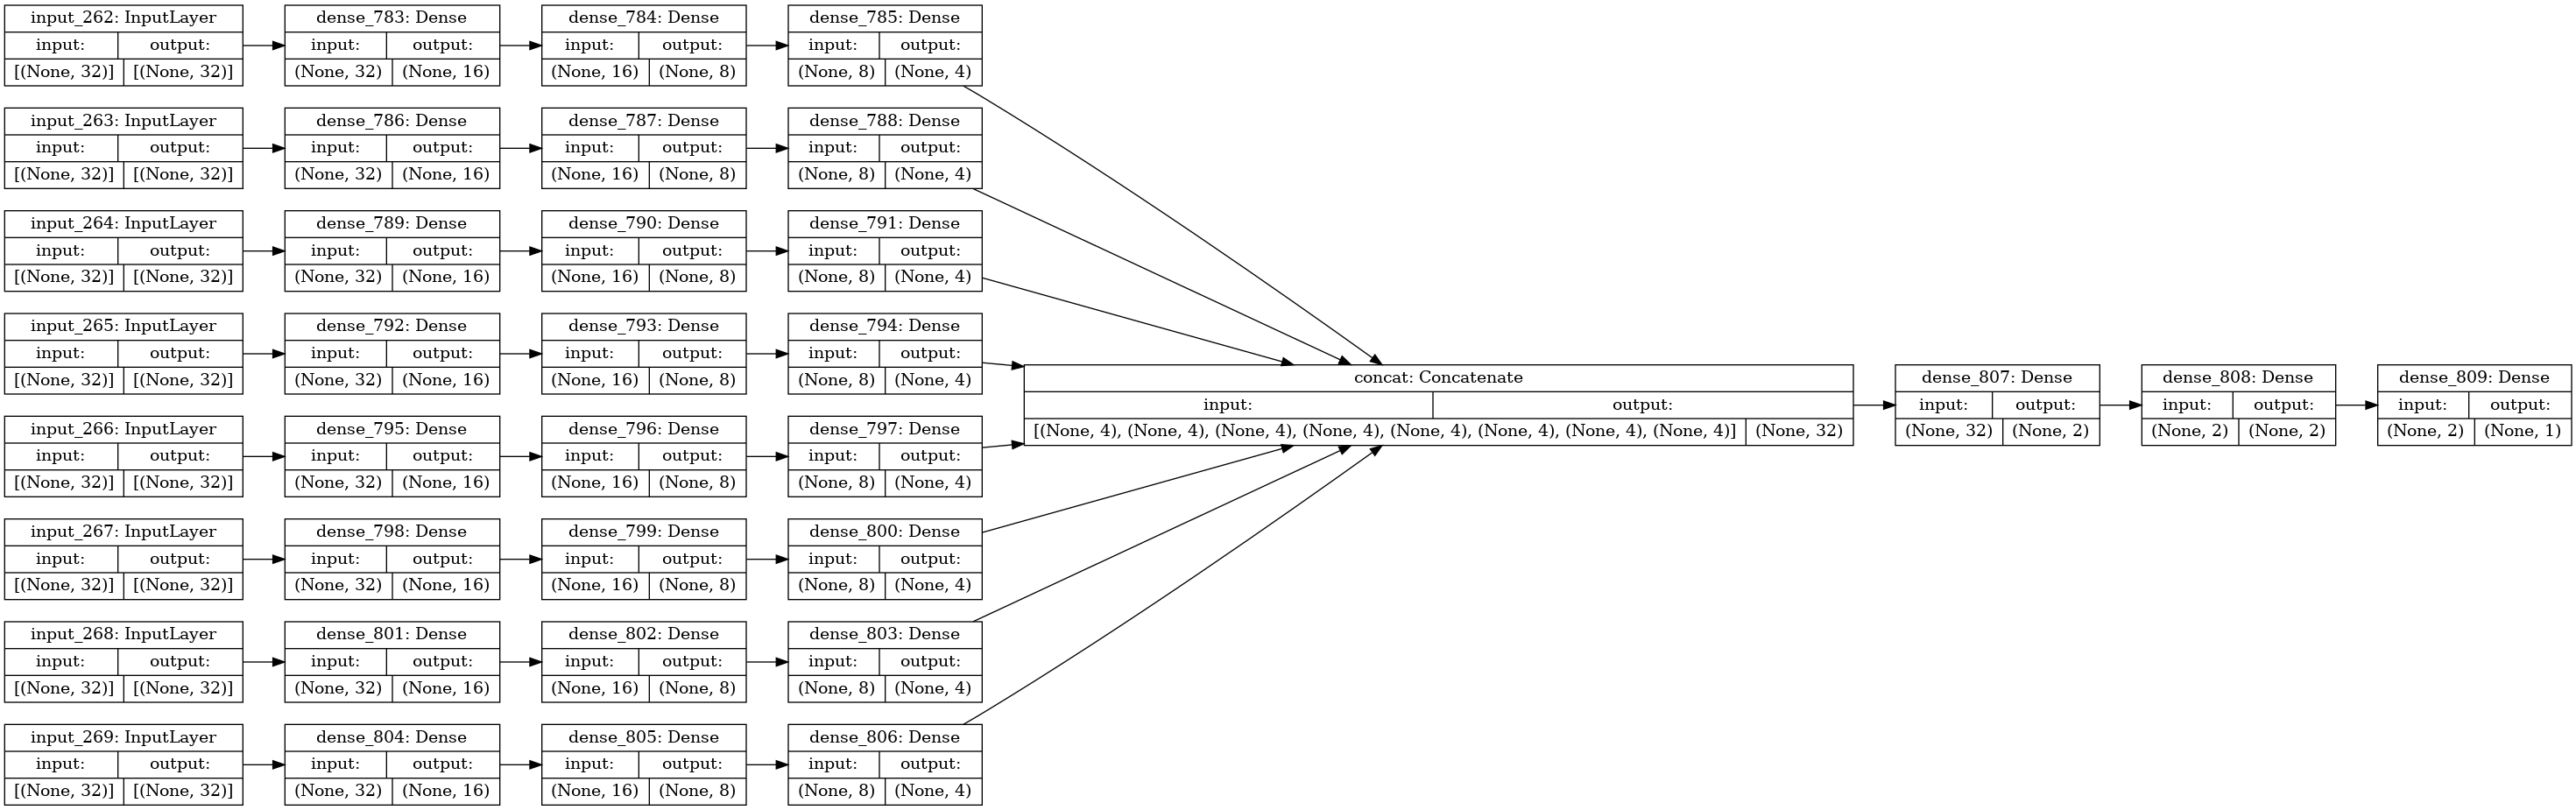 input_262: InputLayer
input: output:
[(None, 32)] [(None, 32)]
dense_783: Dense
input: output:
(None, 32) (None, 16)
dense_784: Dense
input: output:
(None, 16) (None, 8)
dense_785: Dense
input: output:
(None, 8) (None, 4)
input_263: InputLayer
input: output:
[(None, 32)] [(None, 32)]
dense_786: Dense
input: output:
(None, 32) (None, 16)
dense_787: Dense
input: output:
(None, 16) (None, 8)
dense_788: Dense
input: output:
(None, 8) (None, 4)
input_264: InputLayer
input: output:
[(None, 32)] [(None, 32)]
dense_789: Dense
input: output:
(None, 32) (None, 16)
dense_790: Dense
input: output:
(None, 16) (None, 8)
dense_791: Dense
input: output:
(None, 8) (None, 4)
input_265: InputLayer
input: output:
[(None, 32)] [(None, 32)]
dense_792: Dense
input: output:
(None, 32) (None, 16)
dense_793: Dense
input: output:
(None, 16) (None, 8)
dense_794: Dense
input: output:
(None, 8) (None, 4)
input_266: InputLayer
input: output:
[(None, 32)] [(None, 32)]
dense_795: Dense
input: output:
(None, 32) (None, 16)
dense_796: Dense
input: output:
(None, 16) (None, 8)
dense_797: Dense
input: output:
(None, 8) (None, 4)
input_267: InputLayer
input: output:
[(None, 32)] [(None, 32)]
dense_798: Dense
input: output:
(None, 32) (None, 16)
dense_799: Dense
input: output:
(None, 16) (None, 8)
dense_800: Dense
input: output:
(None, 8) (None, 4)
input_268: InputLayer
input: output:
[(None, 32)] [(None, 32)]
dense_801: Dense
input: output:
(None, 32) (None, 16)
dense_802: Dense
input: output:
(None, 16) (None, 8)
dense_803: Dense
input: output:
(None, 8) (None, 4)
input_269: InputLayer
input: output:
[(None, 32)] [(None, 32)]
dense_804: Dense
input: output:
(None, 32) (None, 16)
dense_805: Dense
input: output:
(None, 16) (None, 8)
dense_806: Dense
input: output:
(None, 8) (None, 4)
concat: Concatenate
input: output:
[(None, 4), (None, 4), (None, 4), (None, 4), (None, 4), (None, 4), (None, 4), (None, 4)] (None, 32)
dense_807: Dense
input: output:
(None, 32) (None, 2)
dense_808: Dense
input: output:
(None, 2) (None, 2)
dense_809: Dense
input: output:
(None, 2) (None, 1)